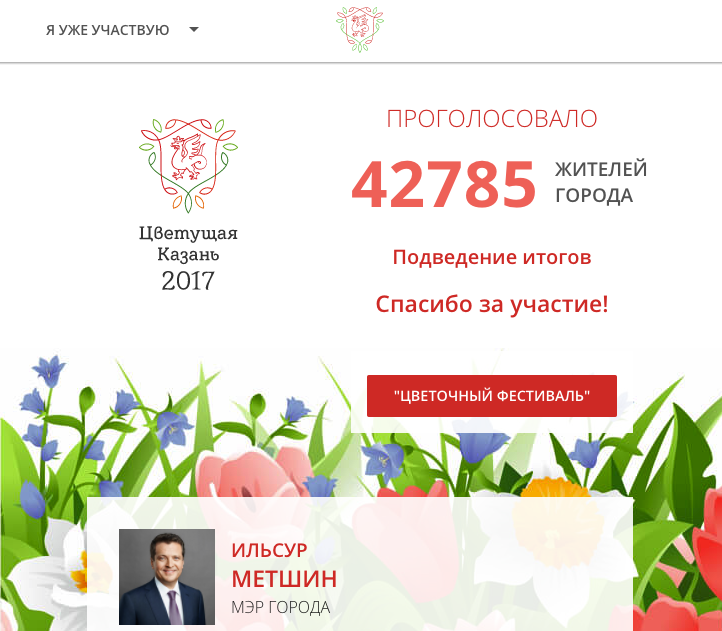 Я УЖЕ УЧАСТВУЮ
Цветущая
Казань
2017
ПРОГОЛОСОВАЛО
42785
ЖИТЕЛЕЙ
ГОРОДА
Подведение итогов
Спасибо за участие!
"ЦВЕТОЧНЫЙ ФЕСТИВАЛЬ"
ИЛЬСУР
МЕТШИН
МЭР ГОРОДА